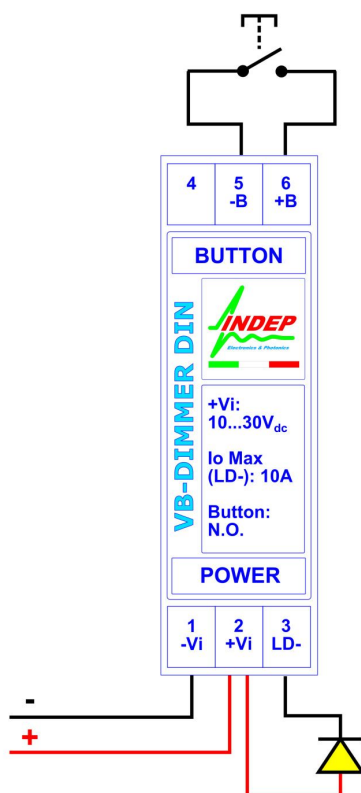 4 5 6
-B +B
BUTTON
INDEP
Electronics & Photonics
VB-DIMMER DIN
+Vi:
10...30Vdc
Io Max
(LD-): 10A
Button:
N.O.
POWER
1 2 3
-Vi +Vi LD-
-
+